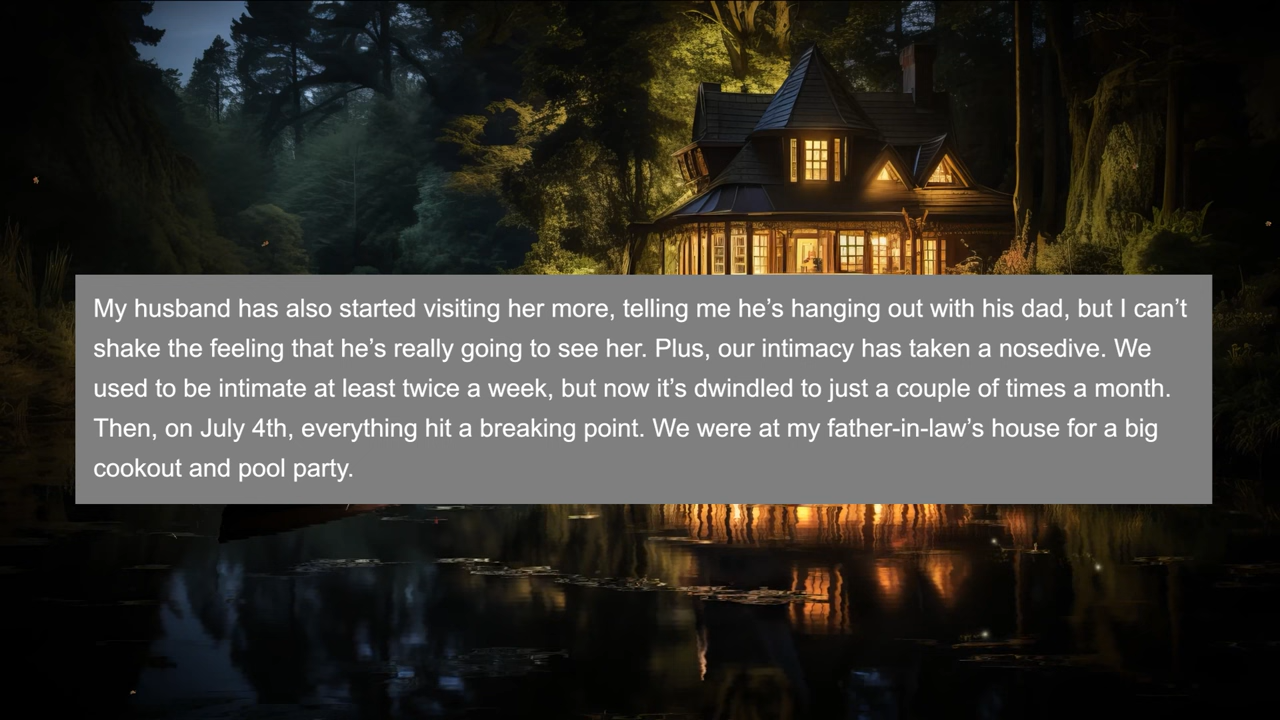 My husband has also started visiting her more, telling me he’s hanging out with his dad, but I can’t
shake the feeling that he’s really going to see her. Plus, our intimacy has taken a nosedive. We
used to be intimate at least twice a week, but now it’s dwindled to just a couple of times a month.
Then, on July 4th, everything hit a breaking point. We were at my father-in-law’s house for a big
cookout and pool party.